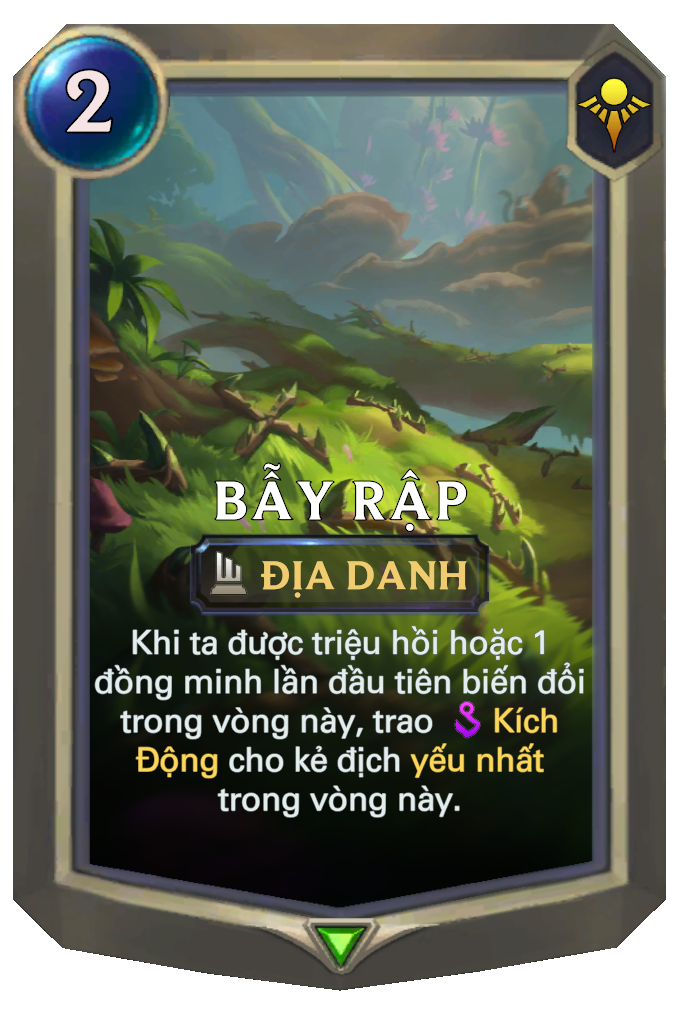 2
BẪY RẬP
ĐỊA DANH
Khi ta được triệu hồi hoặc 1
đồng minh lần đầu tiên biến đổi
trong vòng này, trao Kích
Động cho kẻ địch yếu nhất
trong vòng này.